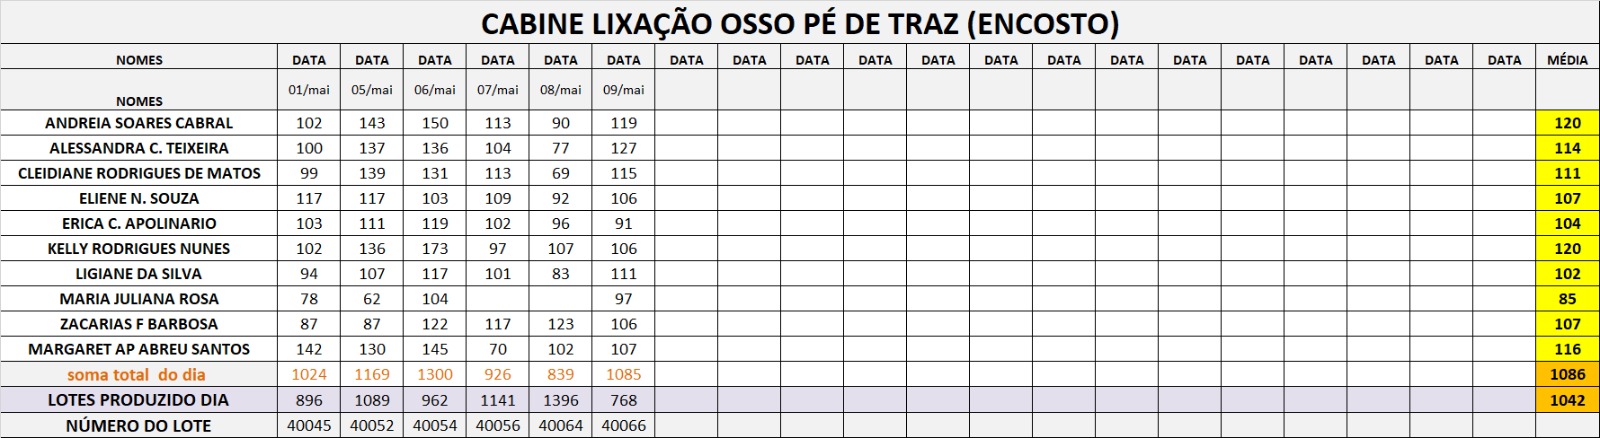 CABINE LIXAÇÃO OSSO PÉ DE TRAZ (ENCOSTO)
NOMES DATA DATA DATA DATA DATA DATA DATA DATA DATA DATA DATA DATA DATA DATA DATA DATA DATA DATA DATA DATA MÉDIA
NOMES 01/mai 05/mai 06/mai 07/mai 08/mai 09/mai
ANDREIA SOARES CABRAL 102 143 150 113 90 119 120
ALESSANDRA C. TEIXEIRA 100 137 136 104 77 127 114
CLEIDIANE RODRIGUES DE MATOS 99 139 131 113 69 115 111
ELIENE N. SOUZA 117 117 103 109 92 106 107
ERICA C. APOLINARIO 103 111 119 102 96 91 104
KELLY RODRIGUES NUNES 102 136 173 97 107 106 120
LIGIANE DA SILVA 94 107 117 101 83 111 102
MARIA JULIANA ROSA 78 62 104 97 85
ZACARIAS F BARBOSA 87 87 122 117 123 106 107
MARGARET AP ABREU SANTOS 142 130 145 70 102 107 116
soma total do dia 1024 1169 1300 926 839 1085 1086
LOTES PRODUZIDO DIA 896 1089 962 1141 1396 768 1042
NÚMERO DO LOTE 40045 40052 40054 40056 40064 40066